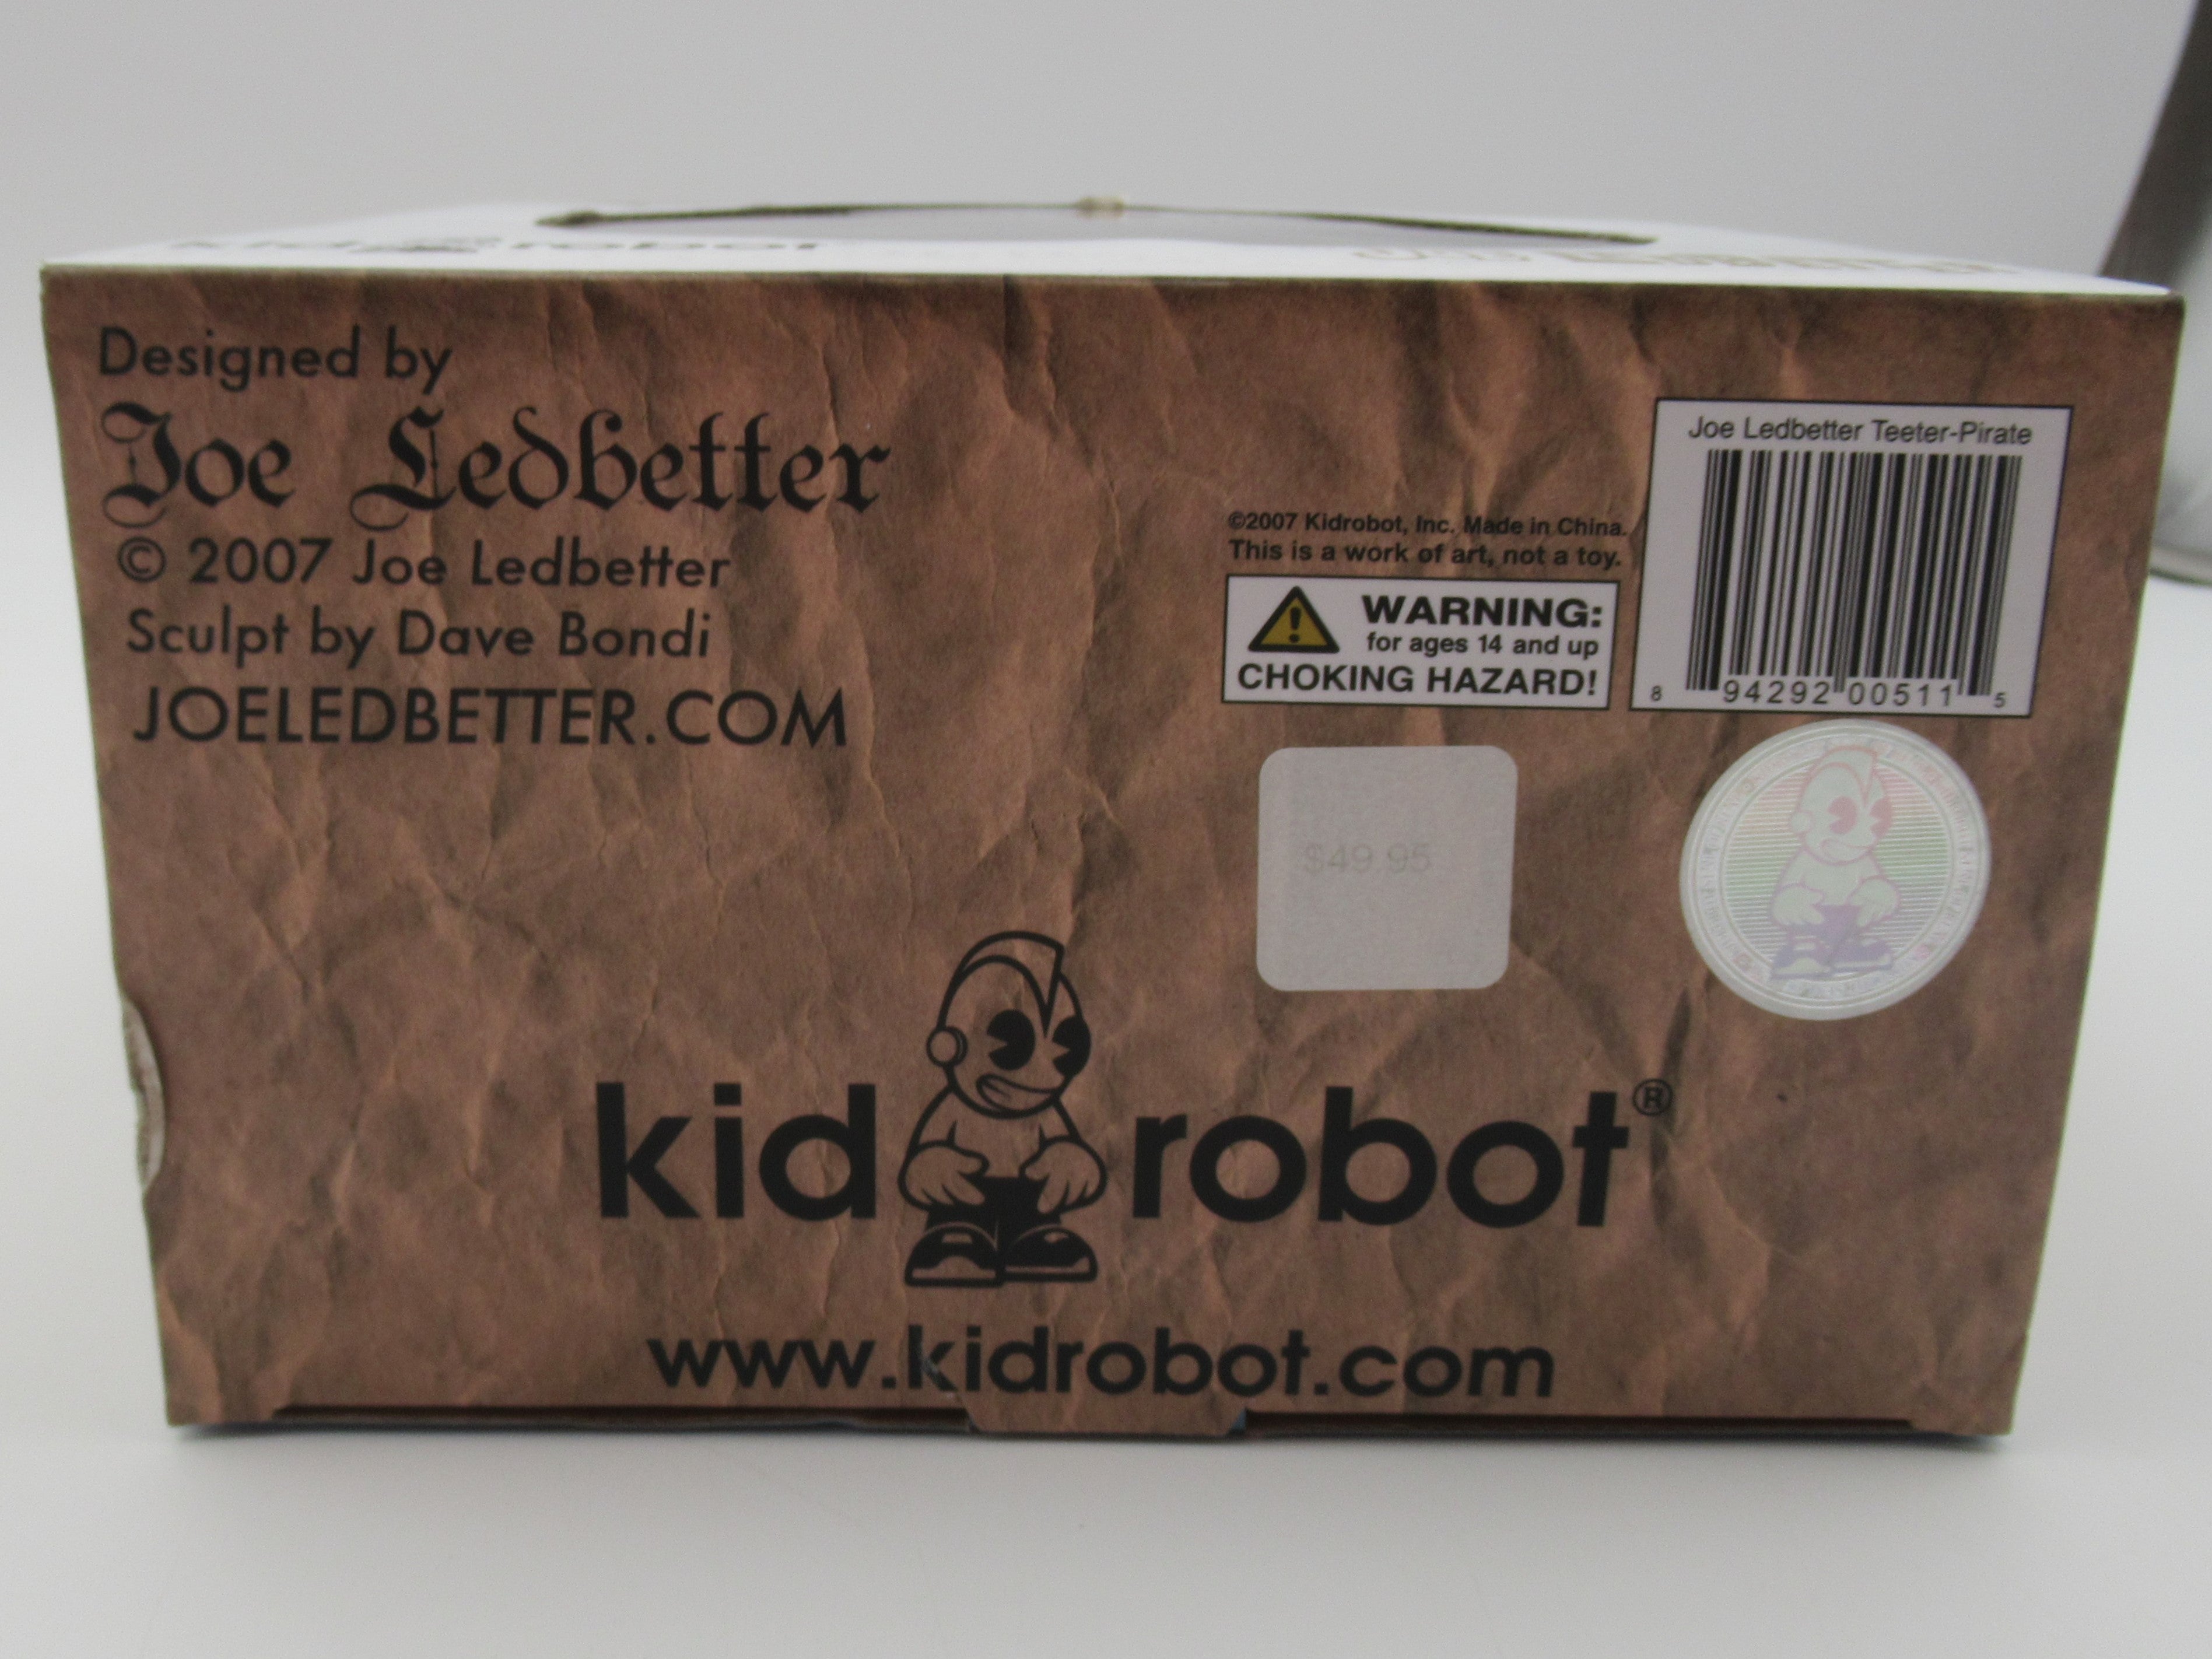 kidrobot
Designed by
Joe Ledbetter
© 2007 Joe Ledbetter
Sculpt by Dave Bondi
JOELEDBETTER.COM
©2007 Kidrobot, Inc. Made in China.
This is a work of art, not a toy.
WARNING:
for ages 14 and up
CHOKING HAZARD!
Joe Ledbetter Teeter-Pirate
8 94292 00511 5
$49.95
kidrobot®
www.kidrobot.com